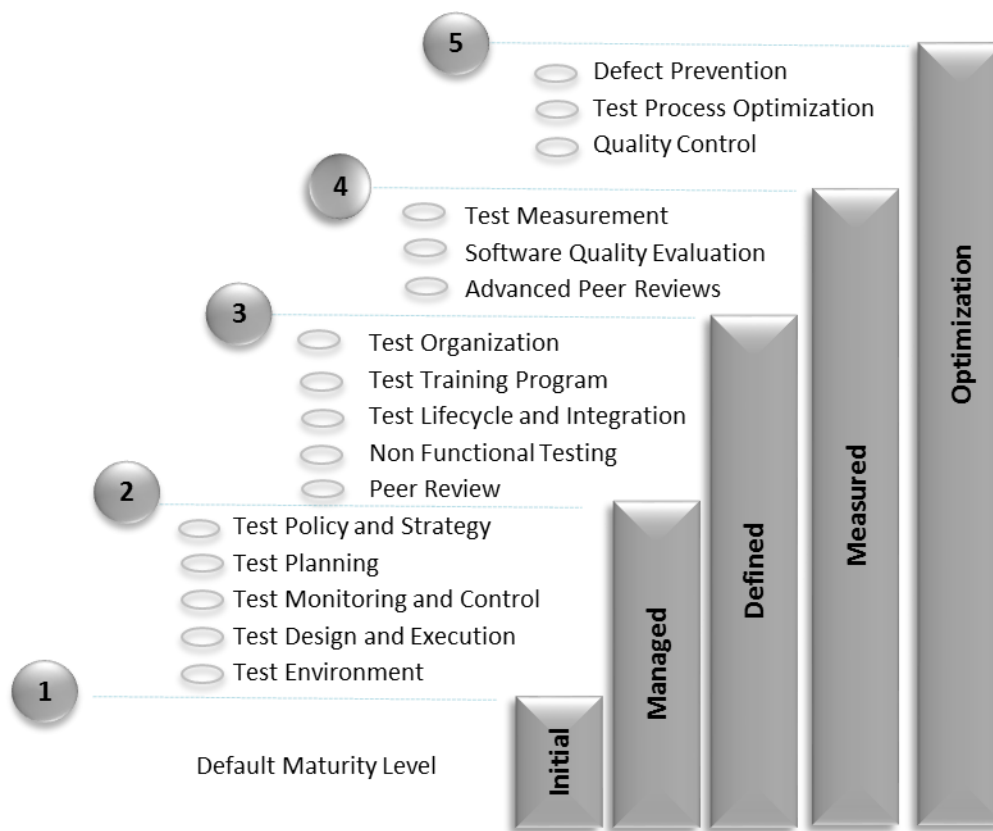 5
Defect Prevention
Test Process Optimization
Quality Control
4
Test Measurement
Software Quality Evaluation
Advanced Peer Reviews
3
Test Organization
Test Training Program
Test Lifecycle and Integration
Non Functional Testing
Peer Review
2
Test Policy and Strategy
Test Planning
Test Monitoring and Control
Test Design and Execution
Test Environment
1
Default Maturity Level
Initial
Managed
Defined
Measured
Optimization